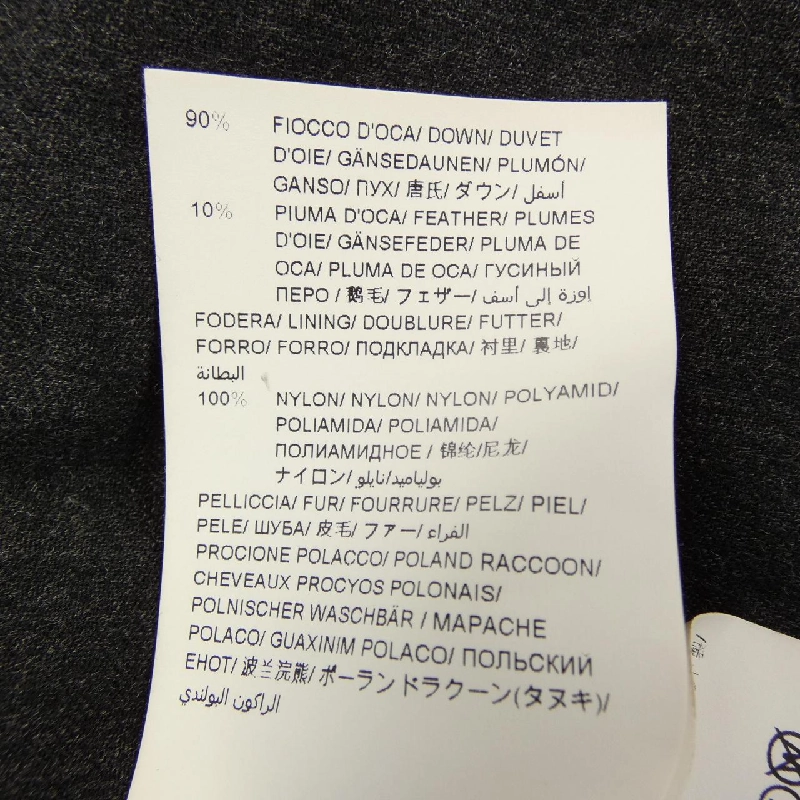 90% FIOCCO D'OCA/ DOWN/ DUVET
D'OIE/ GÄNSEDAUNEN/ PLUMÓN/
GANSO/ ПУХ/ 唐氏/ ダウン/ أسفل
10% PIUMA D'OCA/ FEATHER/ PLUMES
D'OIE/ GÄNSEFEDER/ PLUMA DE
OCA/ PLUMA DE OCA/ ГУСИНЫЙ
ПЕРО / 鹅毛/ フェザー/ اوزة إلى أسف
FODERA/ LINING/ DOUBLURE/ FUTTER/
FORRO/ FORRO/ ПОДКЛАДКА/ 衬里/ 裏地/
البطانة
100% NYLON/ NYLON/ NYLON/ POLYAMID/
POLIAMIDA/ POLIAMIDA/
ПОЛИАМИДНОЕ / 锦纶/尼龙/
ナイロン/ بولياميد/نايلو
PELLICCIA/ FUR/ FOURRURE/ PELZ/ PIEL/
PELE/ ШУБА/ 皮毛/ ファー/ الفراء
PROCIONE POLACCO/ POLAND RACCOON/
CHEVEAUX PROCYOS POLONAIS/
POLNISCHER WASCHBÄR / MAPACHE
POLACO/ GUAXINIM POLACO/ ПОЛЬСКИЙ
ЕНОТ/ 波兰浣熊/ ポーランドラクーン(タヌキ)/
الراكون البولندي